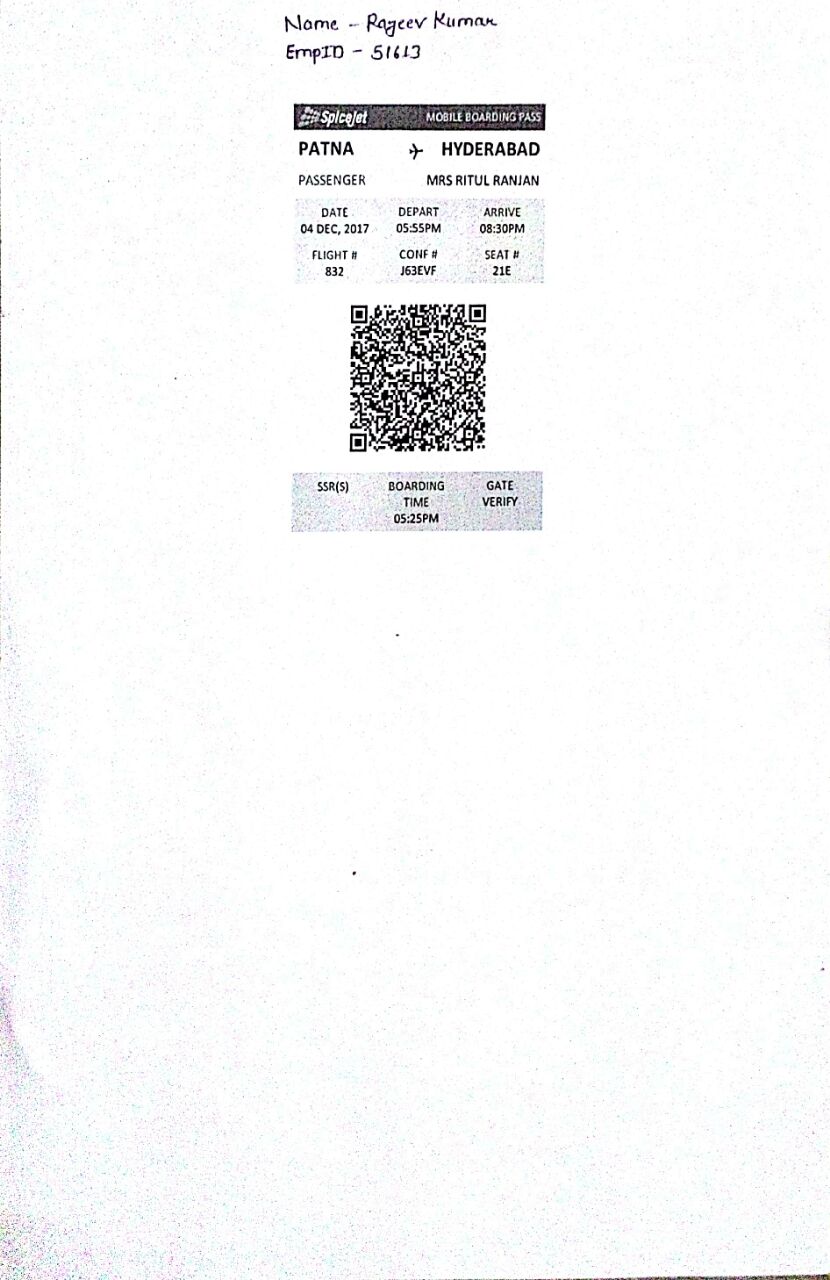 Name - Rajeev Kumar
EmpID - 51613
SpiceJet MOBILE BOARDING PASS
PATNA HYDERABAD
PASSENGER MRS RITUL RANJAN
DATE DEPART ARRIVE
04 DEC, 2017 05:55PM 08:30PM
FLIGHT # CONF # SEAT #
832 J63EVF 21E
SSR(S) BOARDING GATE
TIME VERIFY
05:25PM